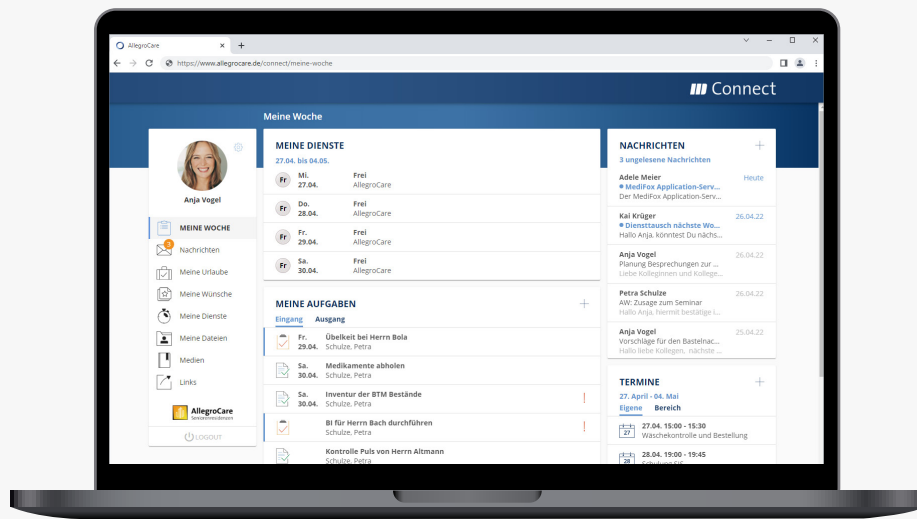 AllegroCare
https://www.allegrocare.de/connect/meine-woche
Connect
Meine Woche
Anja Vogel
MEINE WOCHE
3
Nachrichten
Meine Urlaube
Meine Wünsche
Meine Dienste
Meine Dateien
Medien
Links
AllegroCare
Seniorenresidenzen
LOGOUT
MEINE DIENSTE
27.04. bis 04.05.
Fr Mi. Frei
27.04. AllegroCare
Fr Do. Frei
28.04. AllegroCare
Fr Fr. Frei
29.04. AllegroCare
Fr Sa. Frei
30.04. AllegroCare
MEINE AUFGABEN
Eingang Ausgang
Fr. Übelkeit bei Herrn Bola
29.04. Schulze, Petra
Sa. Medikamente abholen
30.04. Schulze, Petra
Sa. Inventur der BTM Bestände
30.04. Schulze, Petra
BI für Herrn Bach durchführen
Schulze, Petra
Kontrolle Puls von Herrn Altmann
Schulze, Petra
NACHRICHTEN
3 ungelesene Nachrichten
Adele Meier Heute
MediFox Application-Serv...
Der MediFox Application-Serv...
Kai Krüger 26.04.22
Diensttausch nächste Wo...
Hallo Anja, könntest Du nächs...
Anja Vogel 26.04.22
Planung Besprechungen zur ...
Liebe Kolleginnen und Kollege...
Petra Schulze 26.04.22
AW: Zusage zum Seminar
Hallo Anja, hiermit bestätige i...
Anja Vogel 25.04.22
Vorschläge für den Bastelnac...
Hallo liebe Kollegen, nächste ...
TERMINE
27. April - 04. Mai
Eigene Bereich
27 27.04. 15:00 - 15:30
Wäschekontrolle und Bestellung
28 28.04. 19:00 - 19:45
Schulung SIS